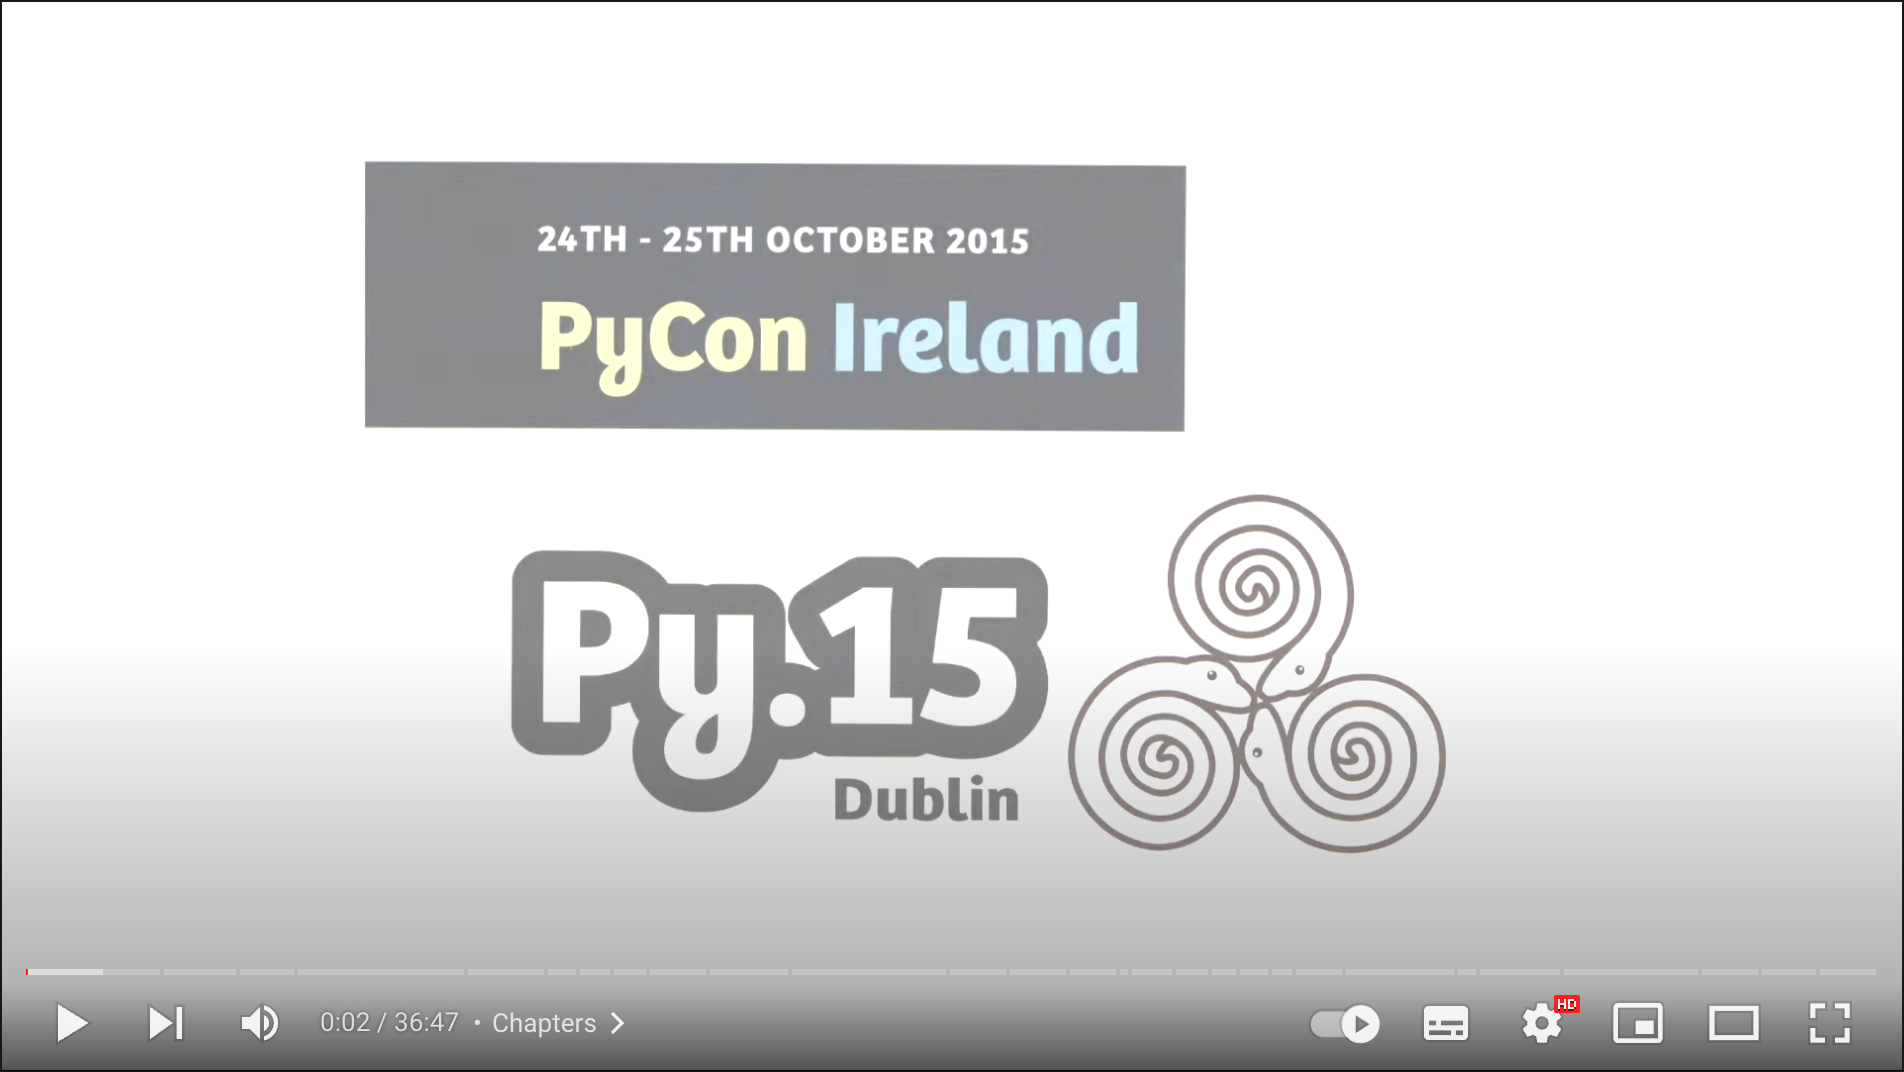 24TH - 25TH OCTOBER 2015
PyCon Ireland
Py.15
Dublin
0:02 / 36:47 • Chapters
HD